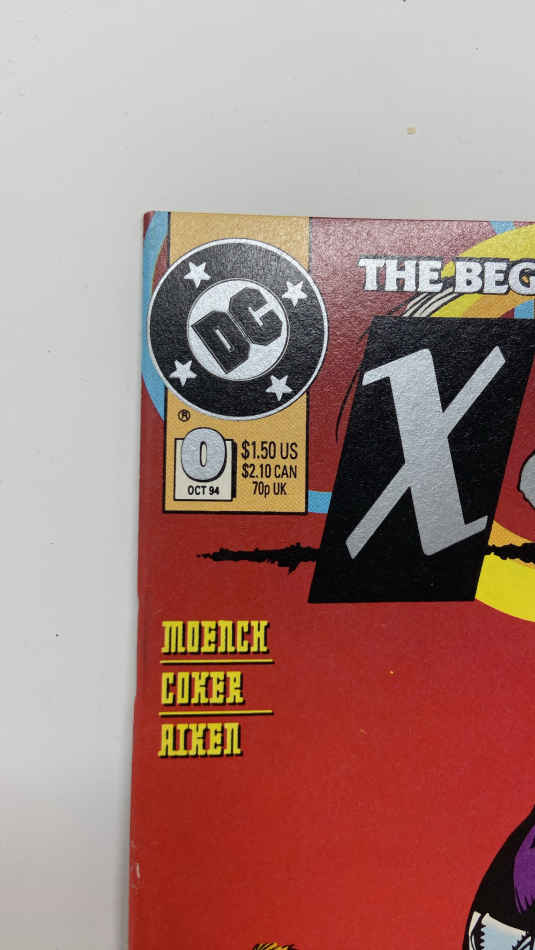 DC
®
0
OCT 94
$1.50 US
$2.10 CAN
70p UK
THE BEG
X
MOENCH
COKER
AIKEN